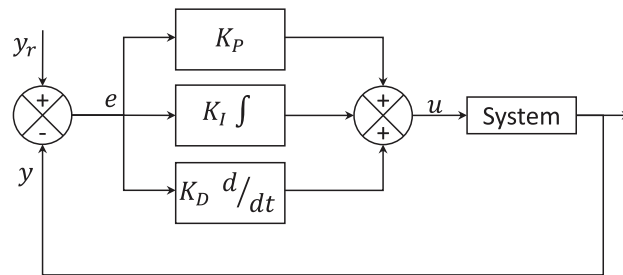 y_r
+
-
y
e
K_P
K_I ∫
K_D d/dt
+
+
u
System